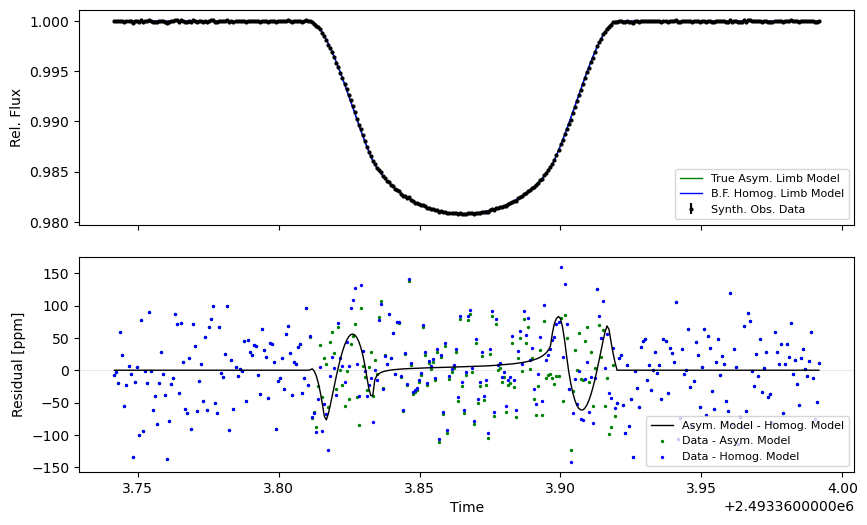 1.000
0.995
0.990
0.985
0.980
Rel. Flux
True Asym. Limb Model
B.F. Homog. Limb Model
Synth. Obs. Data
150
100
50
0
−50
−100
−150
Residual [ppm]
Asym. Model - Homog. Model
Data - Asym. Model
Data - Homog. Model
3.75 3.80 3.85 3.90 3.95 4.00
Time
+2.4933600000e6